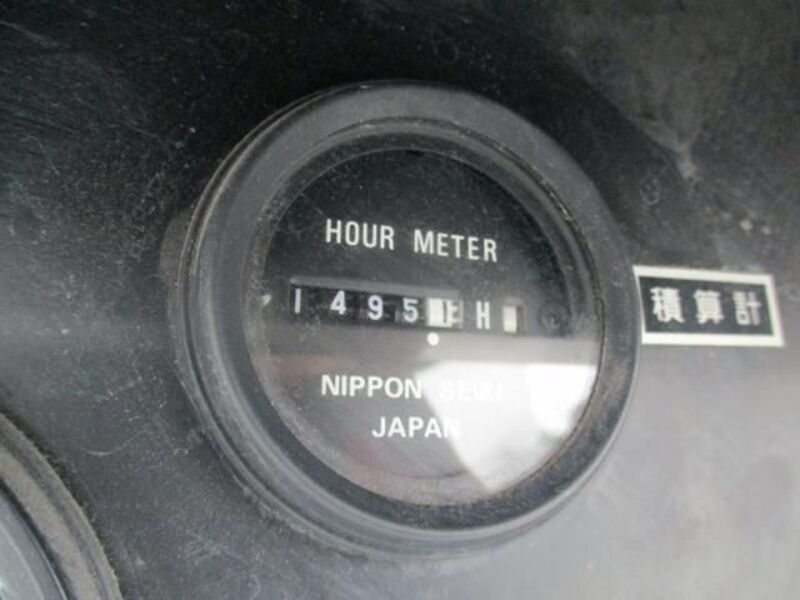 HOUR METER
1495 H
積算計
NIPPON SEIKI
JAPAN